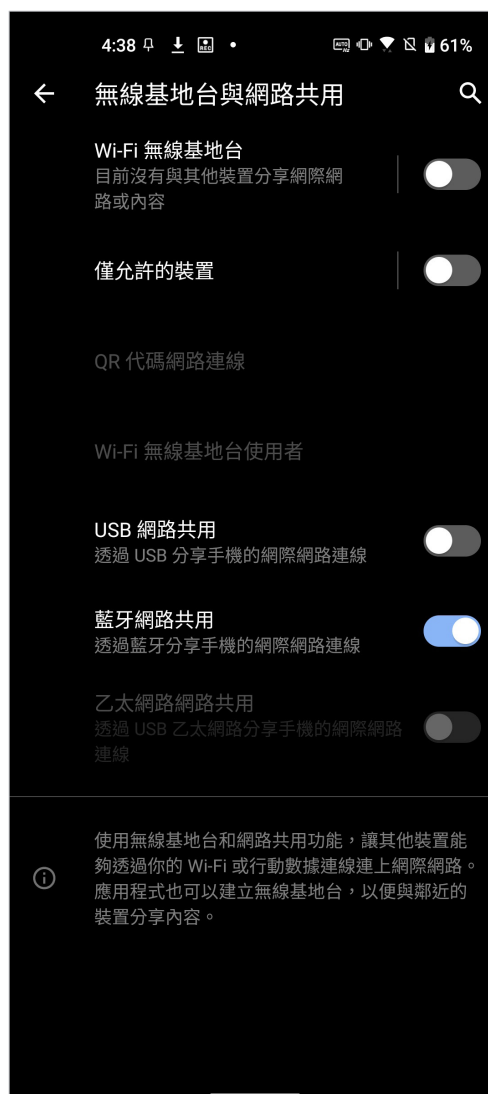 4:38 61%
無線基地台與網路共用
Wi-Fi 無線基地台
目前沒有與其他裝置分享網際網
路或內容
僅允許的裝置
QR 代碼網路連線
Wi-Fi 無線基地台使用者
USB 網路共用
透過 USB 分享手機的網際網路連線
藍牙網路共用
透過藍牙分享手機的網際網路連線
乙太網路網路共用
透過 USB 乙太網路分享手機的網際網路
連線
使用無線基地台和網路共用功能，讓其他裝置能
夠透過你的 Wi-Fi 或行動數據連線連上網際網路。
應用程式也可以建立無線基地台，以便與鄰近的
裝置分享內容。